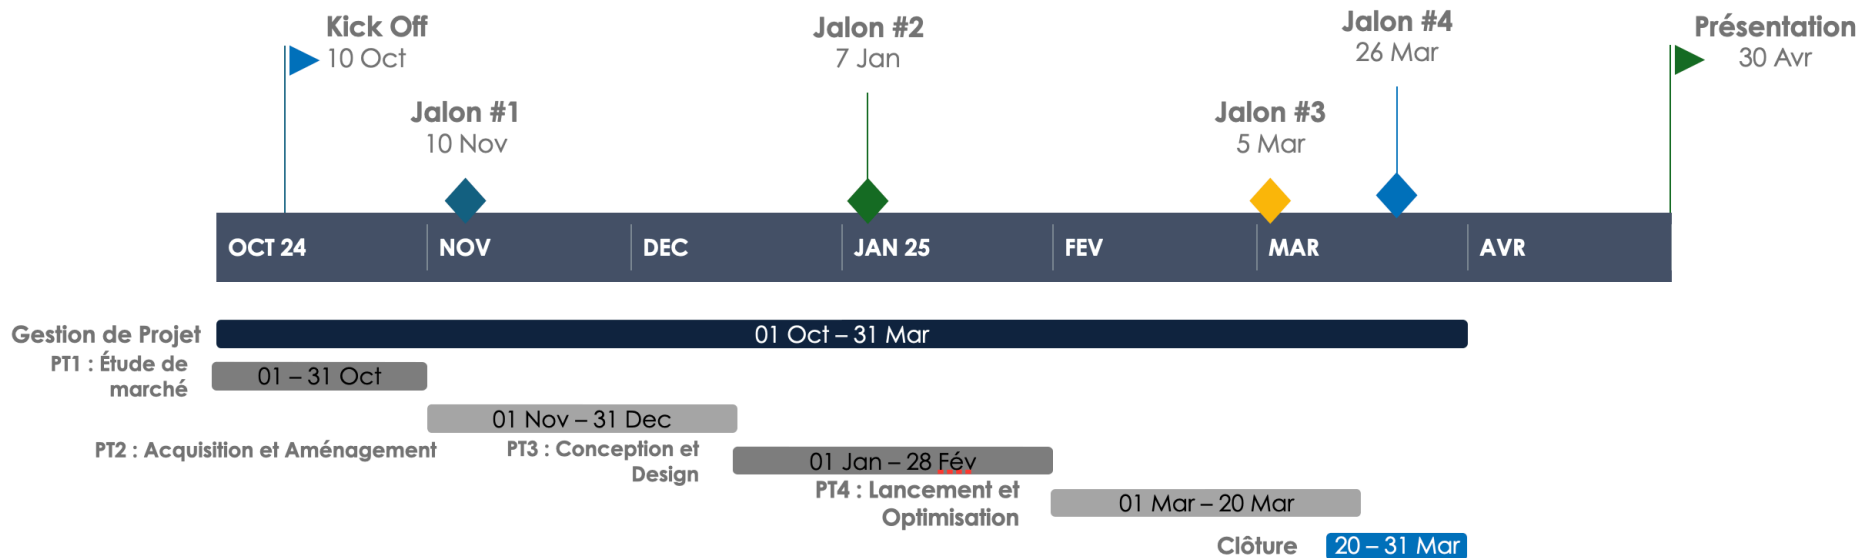 Kick Off
10 Oct
Jalon #1
10 Nov
Jalon #2
7 Jan
Jalon #3
5 Mar
Jalon #4
26 Mar
Présentation
30 Avr
OCT 24 NOV DEC JAN 25 FEV MAR AVR
Gestion de Projet 01 Oct – 31 Mar
PT1 : Étude de
marché
01 – 31 Oct
01 Nov – 31 Dec
PT2 : Acquisition et Aménagement
PT3 : Conception et
Design
01 Jan – 28 Fév
PT4 : Lancement et
Optimisation
01 Mar – 20 Mar
Clôture 20 – 31 Mar